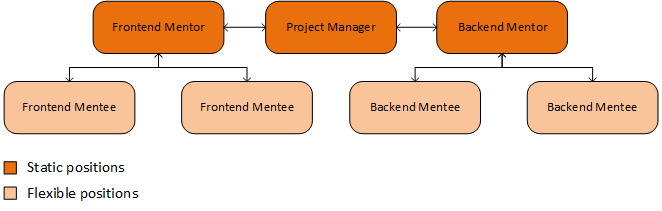 Frontend Mentor
Project Manager
Backend Mentor
Frontend Mentee
Frontend Mentee
Backend Mentee
Backend Mentee
Static positions
Flexible positions